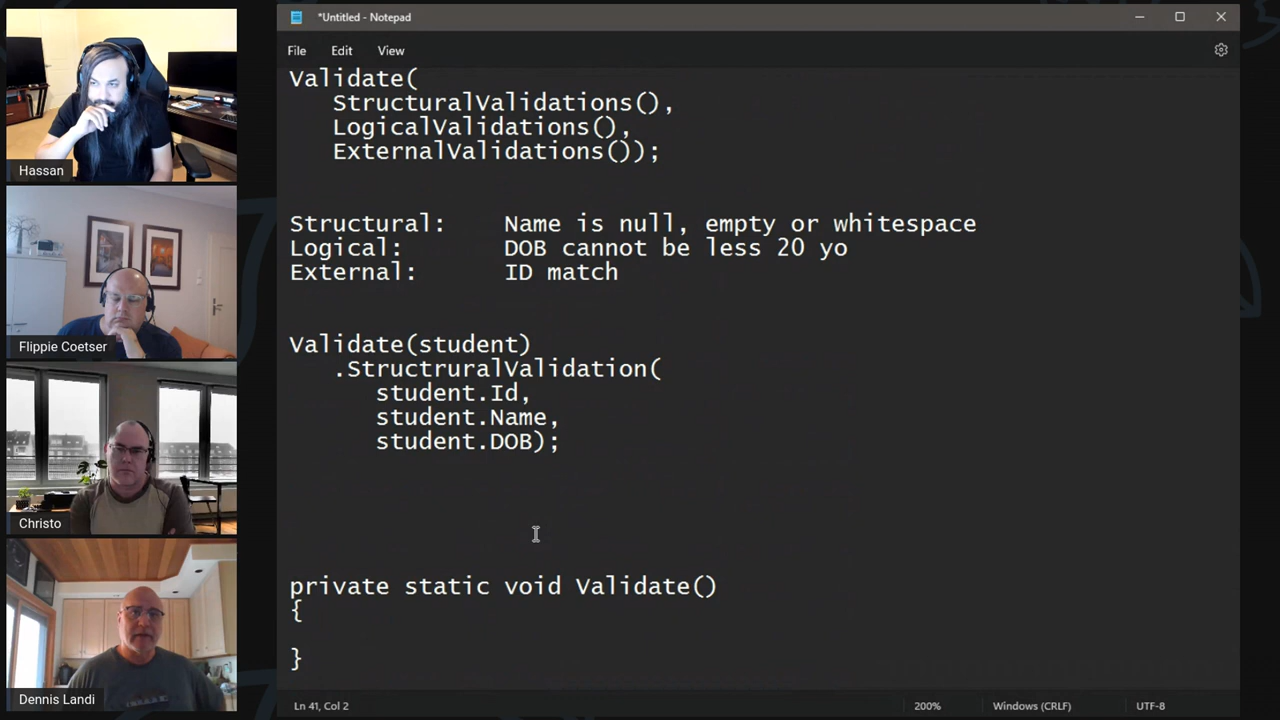 *Untitled - Notepad
File Edit View
Validate(
StructuralValidations(),
LogicalValidations(),
ExternalValidations());
Structural: Name is null, empty or whitespace
Logical: DOB cannot be less 20 yo
External: ID match
Validate(student)
.StructruralValidation(
student.Id,
student.Name,
student.DOB);
private static void Validate()
{
}
Ln 41, Col 2 200% Windows (CRLF) UTF-8
Hassan
Flippie Coetser
Christo
Dennis Landi